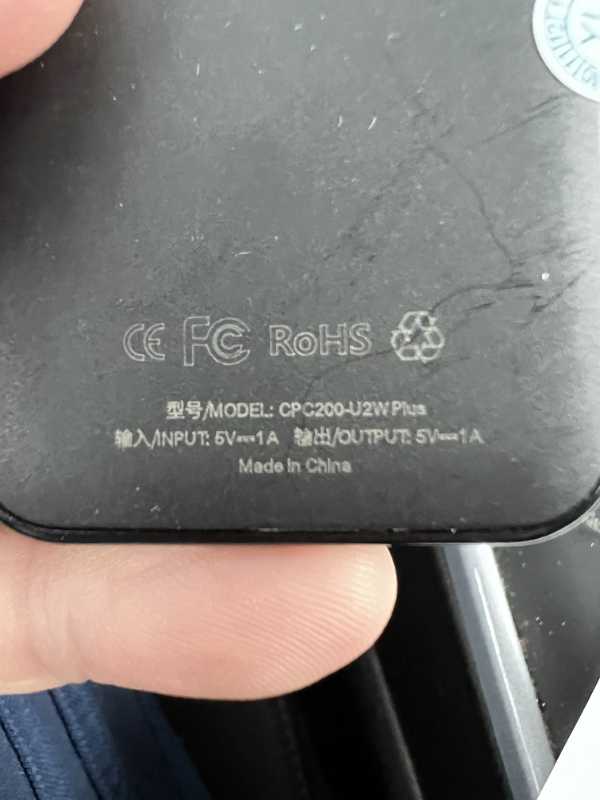 CE FC RoHS
型号/MODEL: CPC200-U2W Plus
输入/INPUT: 5V⎓1A 输出/OUTPUT: 5V⎓1A
Made in China